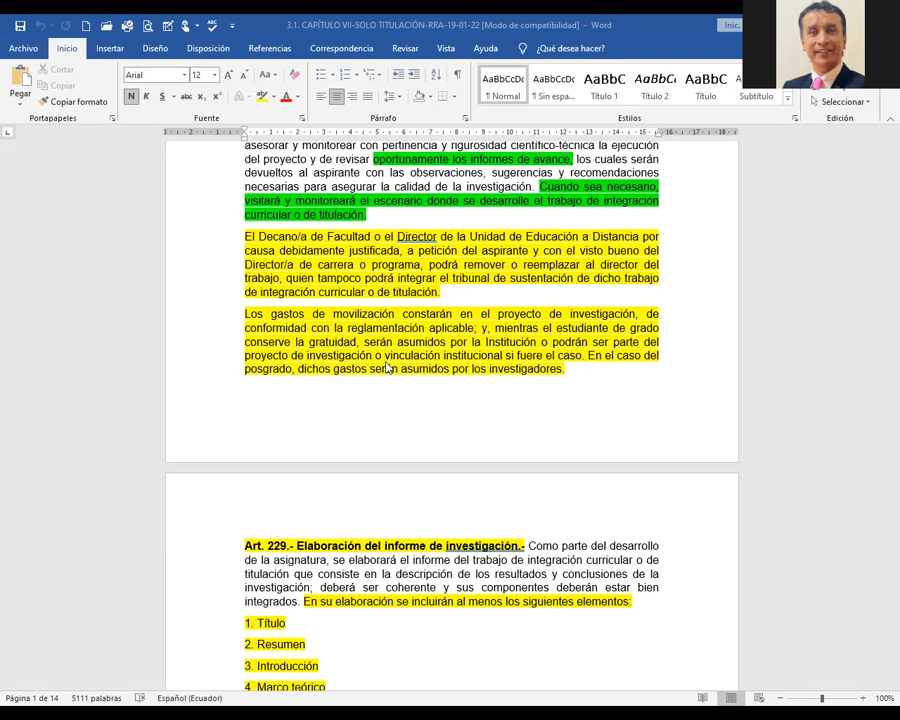 3.1. CAPÍTULO VII-SOLO TITULACIÓN-RRA-19-01-22 [Modo de compatibilidad] - Word
Inic.
Archivo Inicio Insertar Diseño Disposición Referencias Correspondencia Revisar Vista Ayuda ¿Qué desea hacer?
Pegar
Cortar
Copiar
Copiar formato
Portapapeles
Arial 12
N K S abc x₂ x²
Fuente
Párrafo
AaBbCcDc AaBbCcDc AaBbC AaBbCc AaBbC
¶ Normal ¶ Sin espa... Título 1 Título 2 Título Subtítulo
Estilos
Seleccionar
Edición
asesorar y monitorear con pertinencia y rigurosidad científico-técnica la ejecución
del proyecto y de revisar oportunamente los informes de avance, los cuales serán
devueltos al aspirante con las observaciones, sugerencias y recomendaciones
necesarias para asegurar la calidad de la investigación. Cuando sea necesario,
visitará y monitoreará el escenario donde se desarrolle el trabajo de integración
curricular o de titulación.
El Decano/a de Facultad o el Director de la Unidad de Educación a Distancia por
causa debidamente justificada, a petición del aspirante y con el visto bueno del
Director/a de carrera o programa, podrá remover o reemplazar al director del
trabajo, quien tampoco podrá integrar el tribunal de sustentación de dicho trabajo
de integración curricular o de titulación.
Los gastos de movilización constarán en el proyecto de investigación, de
conformidad con la reglamentación aplicable; y, mientras el estudiante de grado
conserve la gratuidad, serán asumidos por la Institución o podrán ser parte del
proyecto de investigación o vinculación institucional si fuere el caso. En el caso del
posgrado, dichos gastos serán asumidos por los investigadores.
Art. 229.- Elaboración del informe de investigación.- Como parte del desarrollo
de la asignatura, se elaborará el informe del trabajo de integración curricular o de
titulación que consiste en la descripción de los resultados y conclusiones de la
investigación; deberá ser coherente y sus componentes deberán estar bien
integrados. En su elaboración se incluirán al menos los siguientes elementos:
1. Título
2. Resumen
3. Introducción
4. Marco teórico
Página 1 de 14 5111 palabras Español (Ecuador) 100%